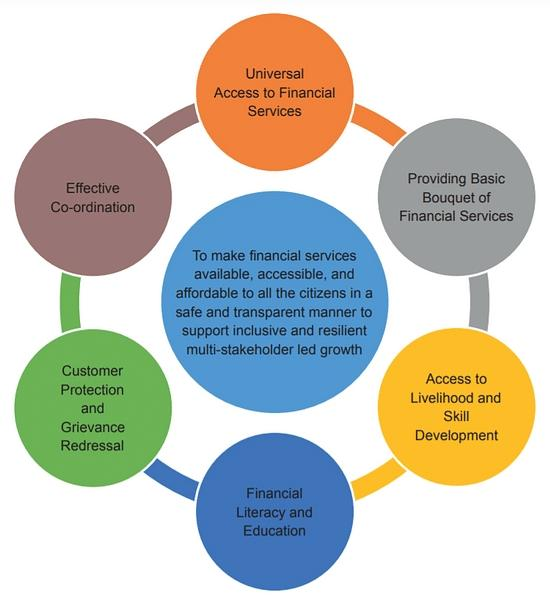 Universal
Access to Financial
Services
Providing Basic
Bouquet of
Financial Services
Access to
Livelihood and
Skill
Development
Financial
Literacy and
Education
Customer
Protection
and
Grievance
Redressal
Effective
Co-ordination
To make financial services
available, accessible, and
affordable to all the citizens in a
safe and transparent manner to
support inclusive and resilient
multi-stakeholder led growth